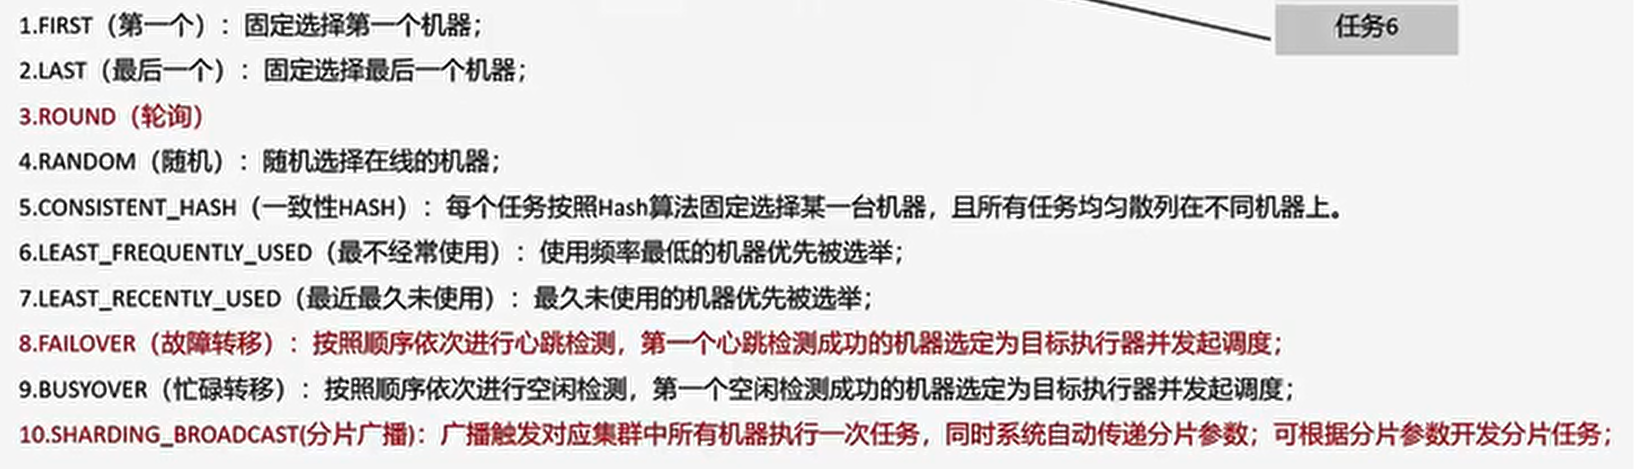 1.FIRST（第一个）：固定选择第一个机器；
任务6
2.LAST（最后一个）：固定选择最后一个机器；
3.ROUND（轮询）
4.RANDOM（随机）：随机选择在线的机器；
5.CONSISTENT_HASH（一致性HASH）：每个任务按照Hash算法固定选择某一台机器，且所有任务均匀散列在不同机器上。
6.LEAST_FREQUENTLY_USED（最不经常使用）：使用频率最低的机器优先被选举；
7.LEAST_RECENTLY_USED（最近最久未使用）：最久未使用的机器优先被选举；
8.FAILOVER（故障转移）：按照顺序依次进行心跳检测，第一个心跳检测成功的机器选定为目标执行器并发起调度；
9.BUSYOVER（忙碌转移）：按照顺序依次进行空闲检测，第一个空闲检测成功的机器选定为目标执行器并发起调度；
10.SHARDING_BROADCAST(分片广播)：广播触发对应集群中所有机器执行一次任务，同时系统自动传递分片参数；可根据分片参数开发分片任务；